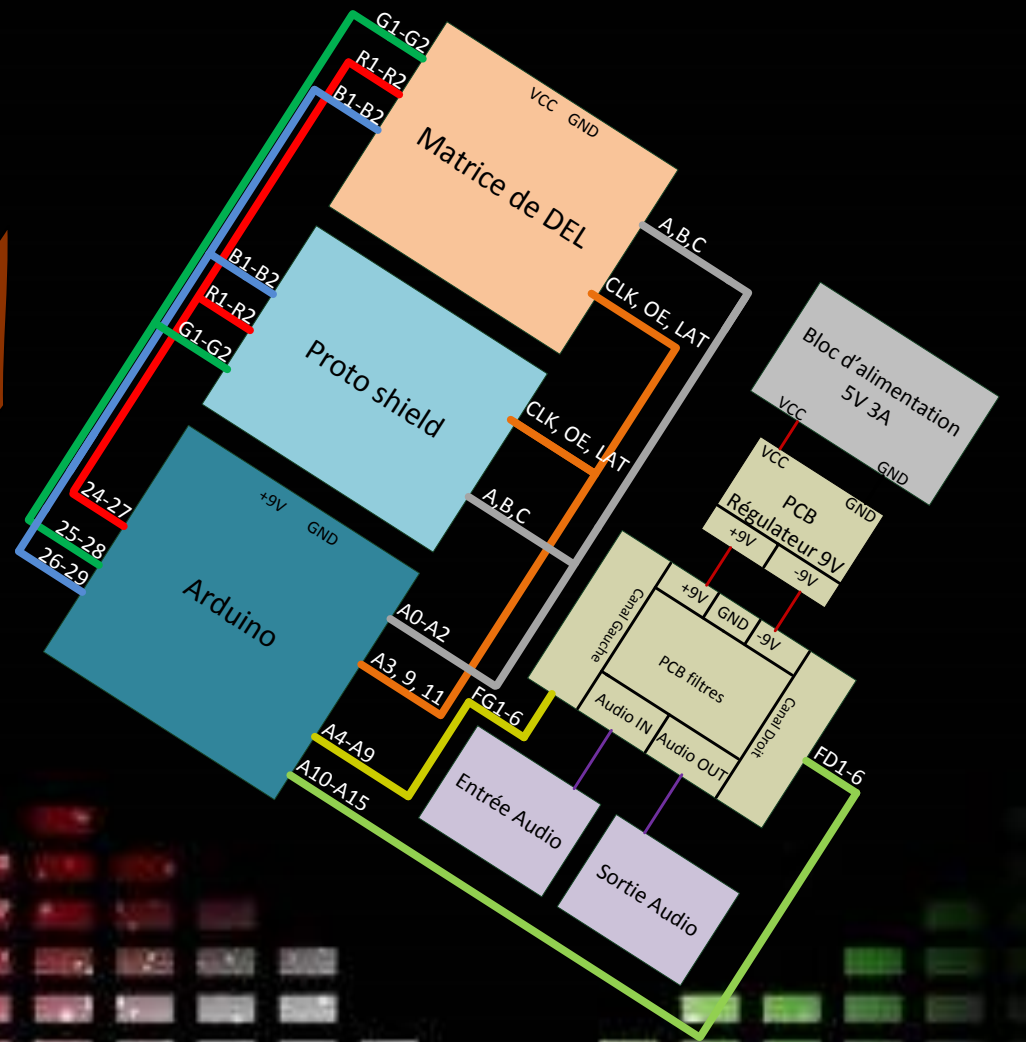 G1-G2
R1-R2
B1-B2
VCC GND
Matrice de DEL
A,B,C
CLK, OE, LAT
B1-B2
R1-R2
G1-G2
Proto shield
CLK, OE, LAT
A,B,C
24-27
25-28
26-29
+9V GND
Arduino
A0-A2
A3, 9, 11
A4-A9
A10-A15
Bloc d’alimentation
5V 3A
VCC
GND
VCC
GND
PCB
Régulateur 9V
+9V
-9V
Canal Gauche
+9V
GND
-9V
PCB filtres
Canal Droit
Audio IN
Audio OUT
FG1-6
FD1-6
Entrée Audio
Sortie Audio